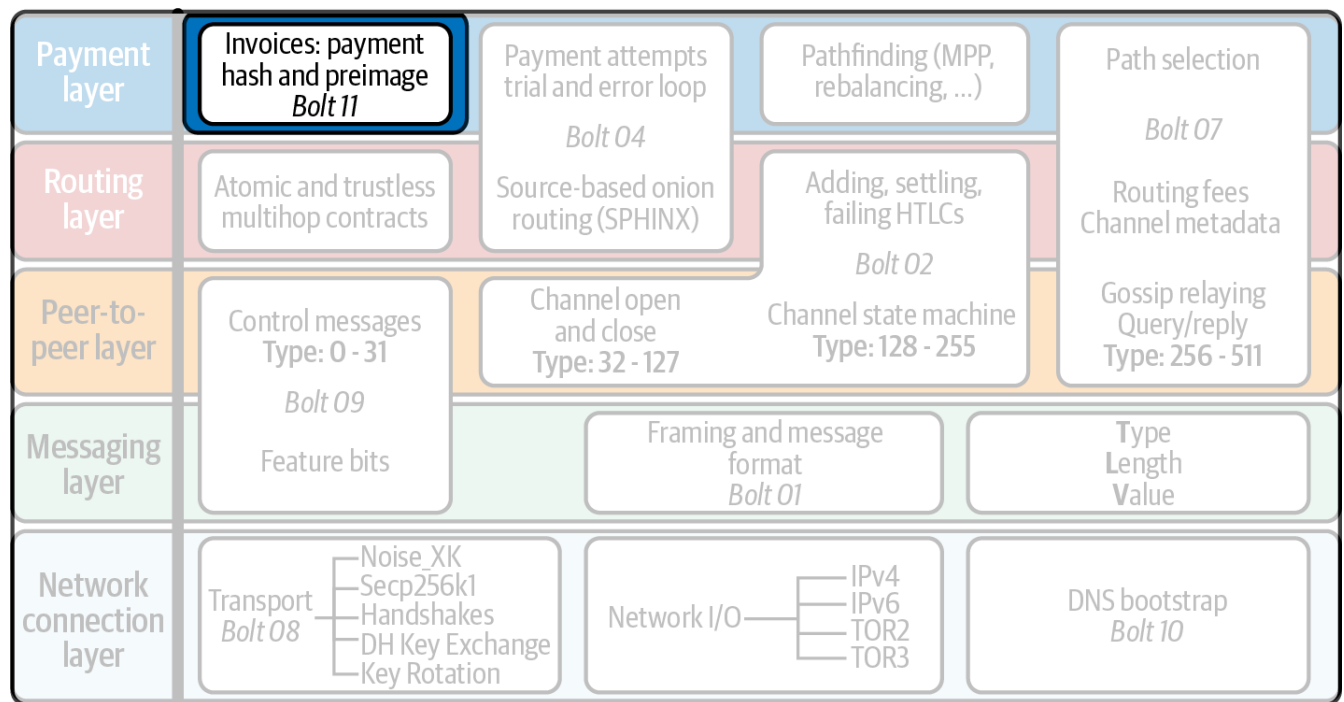 Payment
layer
Invoices: payment
hash and preimage
Bolt 11
Payment attempts
trial and error loop
Bolt 04
Source-based onion
routing (SPHINX)
Pathfinding (MPP,
rebalancing, ...)
Path selection
Bolt 07
Routing fees
Channel metadata
Gossip relaying
Query/reply
Type: 256 - 511
Routing
layer
Atomic and trustless
multihop contracts
Adding, settling,
failing HTLCs
Bolt 02
Channel state machine
Type: 128 - 255
Peer-to-
peer layer
Control messages
Type: 0 - 31
Bolt 09
Feature bits
Channel open
and close
Type: 32 - 127
Messaging
layer
Framing and message
format
Bolt 01
Type
Length
Value
Network
connection
layer
Transport
Bolt 08
Noise_XK
Secp256k1
Handshakes
DH Key Exchange
Key Rotation
Network I/O
IPv4
IPv6
TOR2
TOR3
DNS bootstrap
Bolt 10